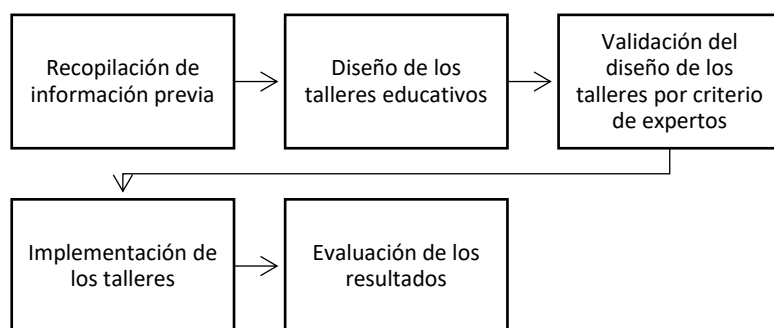 Recopilación de
información previa
Diseño de los
talleres educativos
Validación del
diseño de los
talleres por criterio
de expertos
Implementación de
los talleres
Evaluación de los
resultados